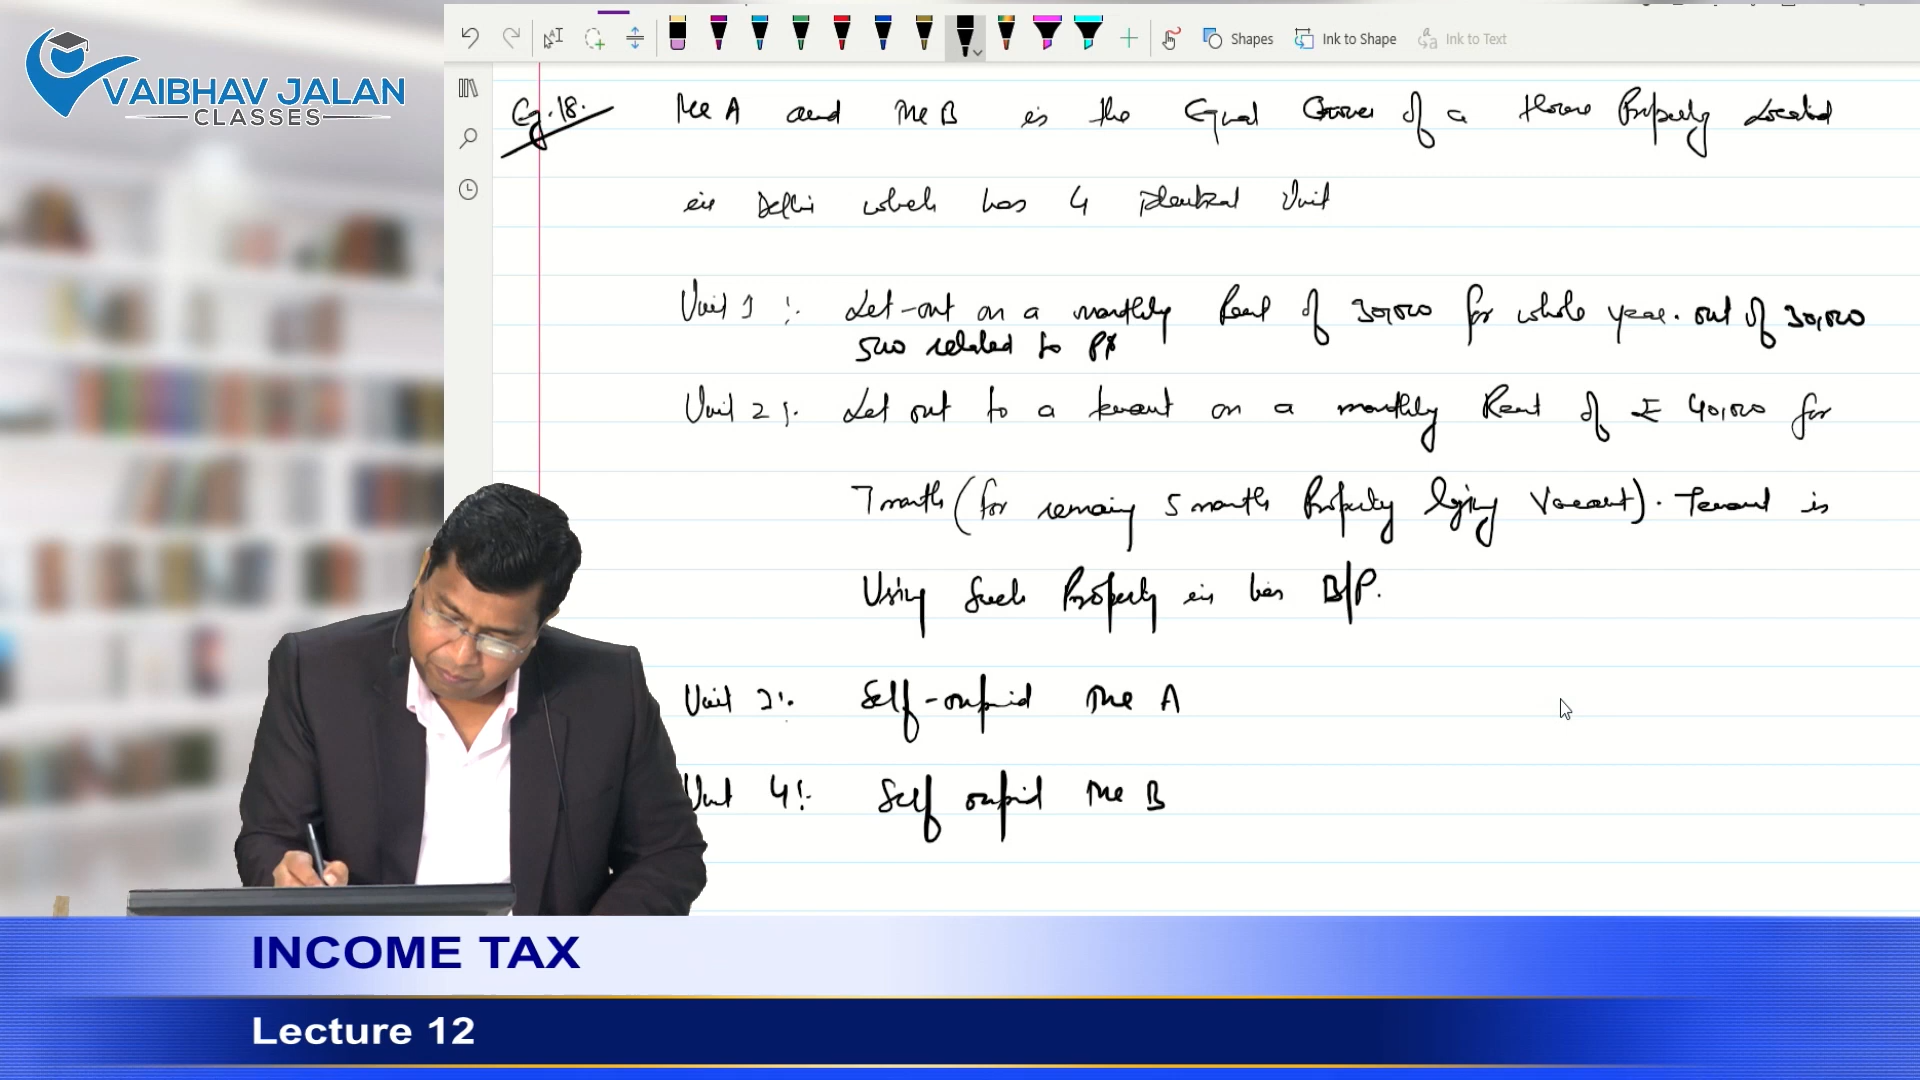 VAIBHAV JALAN
CLASSES
Shapes Ink to Shape Ink to Text
Eg. 18. Mr A and Mr B is the Equal Owner of a House Property Located
in Delhi which has 4 Identical Unit
Unit 1 :- Let-out on a monthly Rent of 30,000 for whole year. out of 30,000
500 related to P/Y
Unit 2 :- Let out to a tenant on a monthly Rent of ₹ 40,000 for
7 month (for remaing 5 month Property lying Vacant). Tenant is
Using Such Property in his B/P.
Unit 3 :- Self-occupied Mr A
Unit 4 :- Self occupied Mr B
INCOME TAX
Lecture 12